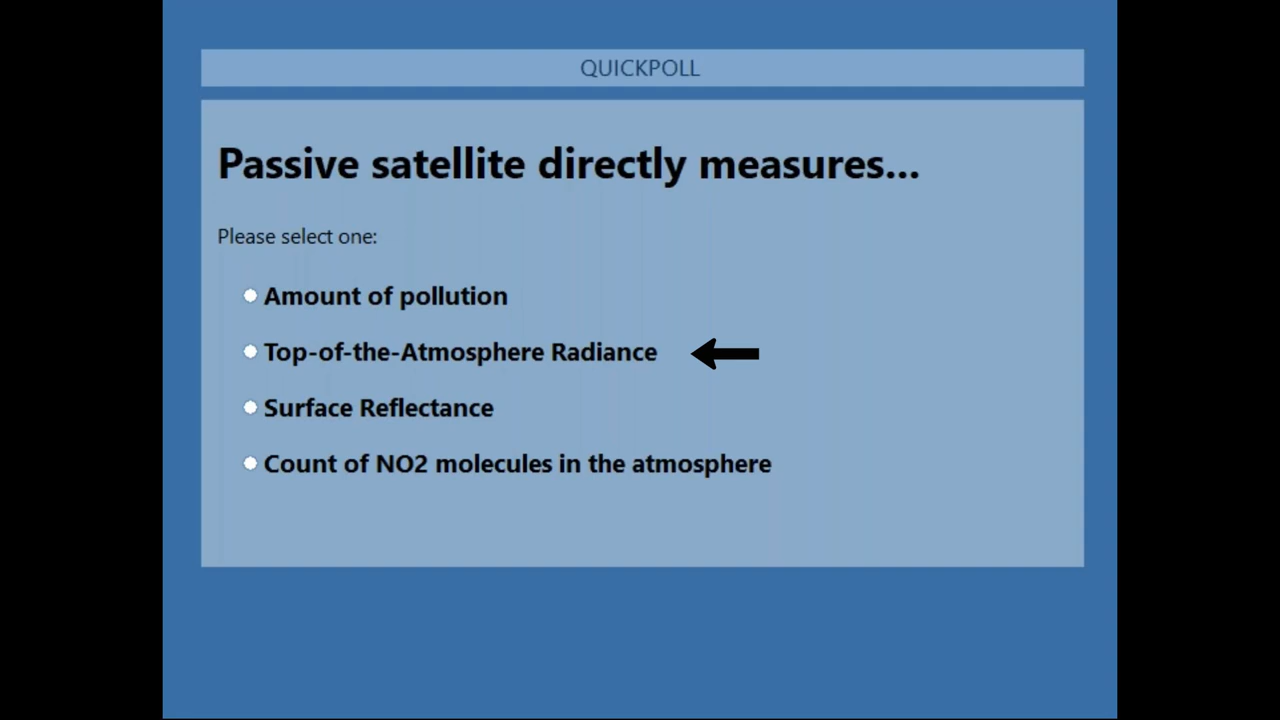 QUICKPOLL
Passive satellite directly measures...
Please select one:
Amount of pollution
Top-of-the-Atmosphere Radiance
Surface Reflectance
Count of NO2 molecules in the atmosphere